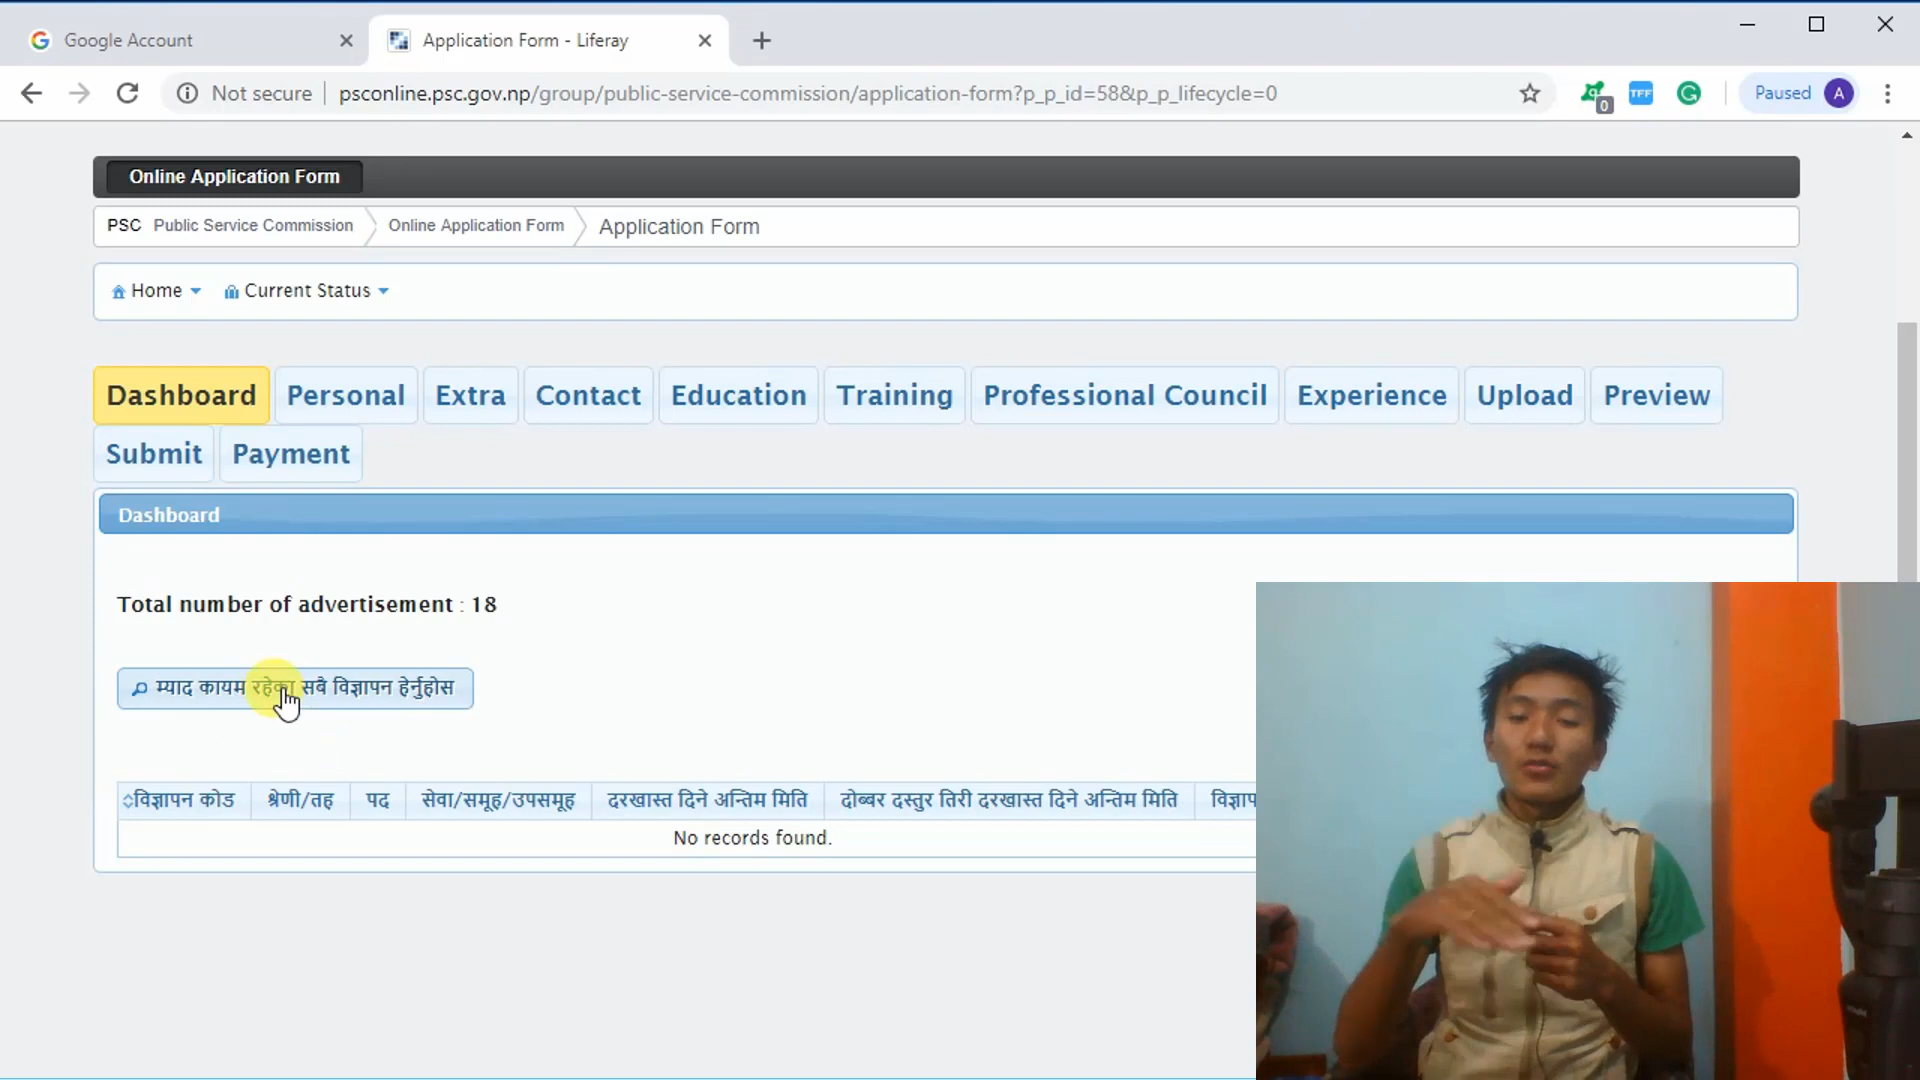 Google Account
Application Form - Liferay
Not secure
psconline.psc.gov.np/group/public-service-commission/application-form?p_p_id=58&p_p_lifecycle=0
0
TFF
Paused
A
Online Application Form
PSC Public Service Commission
Online Application Form
Application Form
Home
Current Status
Dashboard
Personal
Extra
Contact
Education
Training
Professional Council
Experience
Upload
Preview
Submit
Payment
Dashboard
Total number of advertisement : 18
म्याद कायम रहेका सबै विज्ञापन हेर्नुहोस
विज्ञापन कोड
श्रेणी/तह
पद
सेवा/समूह/उपसमूह
दरखास्त दिने अन्तिम मिति
दोब्बर दस्तुर तिरी दरखास्त दिने अन्तिम मिति
No records found.